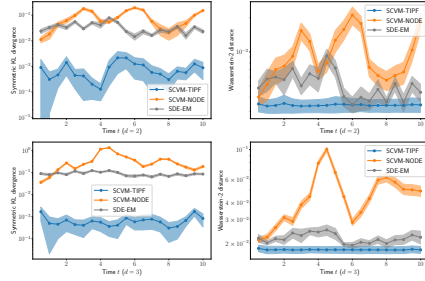 Symmetric KL divergence
10⁻¹
10⁻²
10⁻³
10⁻⁴
10⁻⁵
SCVM-TIPF
SCVM-NODE
SDE-EM
2 4 6 8 10
Time t (d = 2)
Wasserstein-2 distance
10⁻²
SCVM-TIPF
SCVM-NODE
SDE-EM
2 4 6 8 10
Time t (d = 2)
Symmetric KL divergence
10⁰
10⁻¹
10⁻²
10⁻³
10⁻⁴
SCVM-TIPF
SCVM-NODE
SDE-EM
2 4 6 8 10
Time t (d = 3)
Wasserstein-2 distance
10⁻¹
6 × 10⁻²
4 × 10⁻²
3 × 10⁻²
2 × 10⁻²
SCVM-TIPF
SCVM-NODE
SDE-EM
2 4 6 8 10
Time t (d = 3)